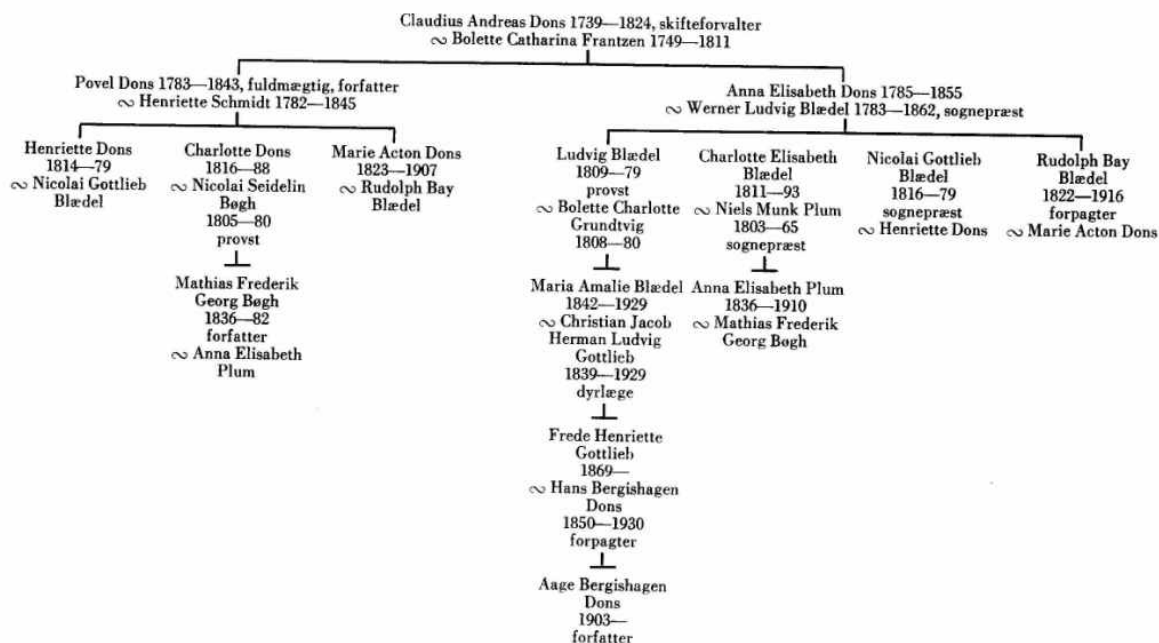 Claudius Andreas Dons 1739—1824, skifteforvalter
∾ Bolette Catharina Frantzen 1749—1811
Povel Dons 1783—1843, fuldmægtig, forfatter
∾ Henriette Schmidt 1782—1845
Anna Elisabeth Dons 1785—1855
∾ Werner Ludvig Blædel 1783—1862, sognepræst
Henriette Dons
1814—79
∾ Nicolai Gottlieb
Blædel
Charlotte Dons
1816—88
∾ Nicolai Seidelin
Bøgh
1805—80
provst
Mathias Frederik
Georg Bøgh
1836—82
forfatter
∾ Anna Elisabeth
Plum
Marie Acton Dons
1823—1907
∾ Rudolph Bay
Blædel
Ludvig Blædel
1809—79
provst
∾ Bolette Charlotte
Grundtvig
1808—80
Maria Amalie Blædel
1842—1929
∾ Christian Jacob
Herman Ludvig
Gottlieb
1839—1929
dyrlæge
Frede Henriette
Gottlieb
1869—
∾ Hans Bergishagen
Dons
1850—1930
forpagter
Aage Bergishagen
Dons
1903—
forfatter
Charlotte Elisabeth
Blædel
1811—93
∾ Niels Munk Plum
1803—65
sognepræst
Anna Elisabeth Plum
1836—1910
∾ Mathias Frederik
Georg Bøgh
Nicolai Gottlieb
Blædel
1816—79
sognepræst
∾ Henriette Dons
Rudolph Bay
Blædel
1822—1916
forpagter
∾ Marie Acton Dons